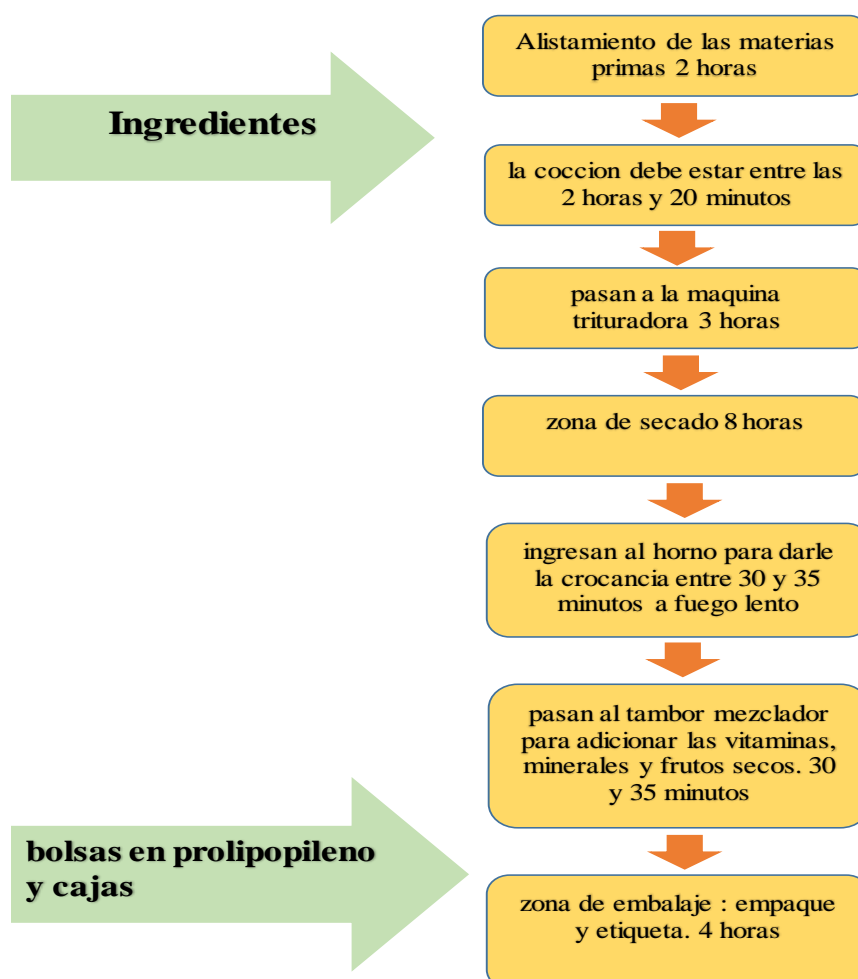 Alistamiento de las materias
primas 2 horas
Ingredientes
la coccion debe estar entre las
2 horas y 20 minutos
pasan a la maquina
trituradora 3 horas
zona de secado 8 horas
ingresan al horno para darle
la crocancia entre 30 y 35
minutos a fuego lento
pasan al tambor mezclador
para adicionar las vitaminas,
minerales y frutos secos. 30
y 35 minutos
bolsas en prolipopileno
y cajas
zona de embalaje : empaque
y etiqueta. 4 horas